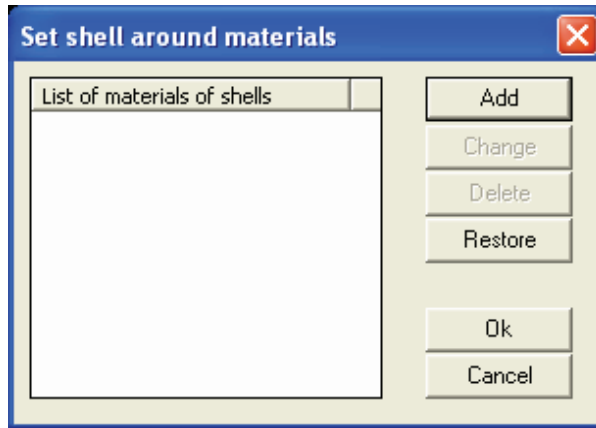 Set shell around materials
List of materials of shells
Add
Change
Delete
Restore
Ok
Cancel